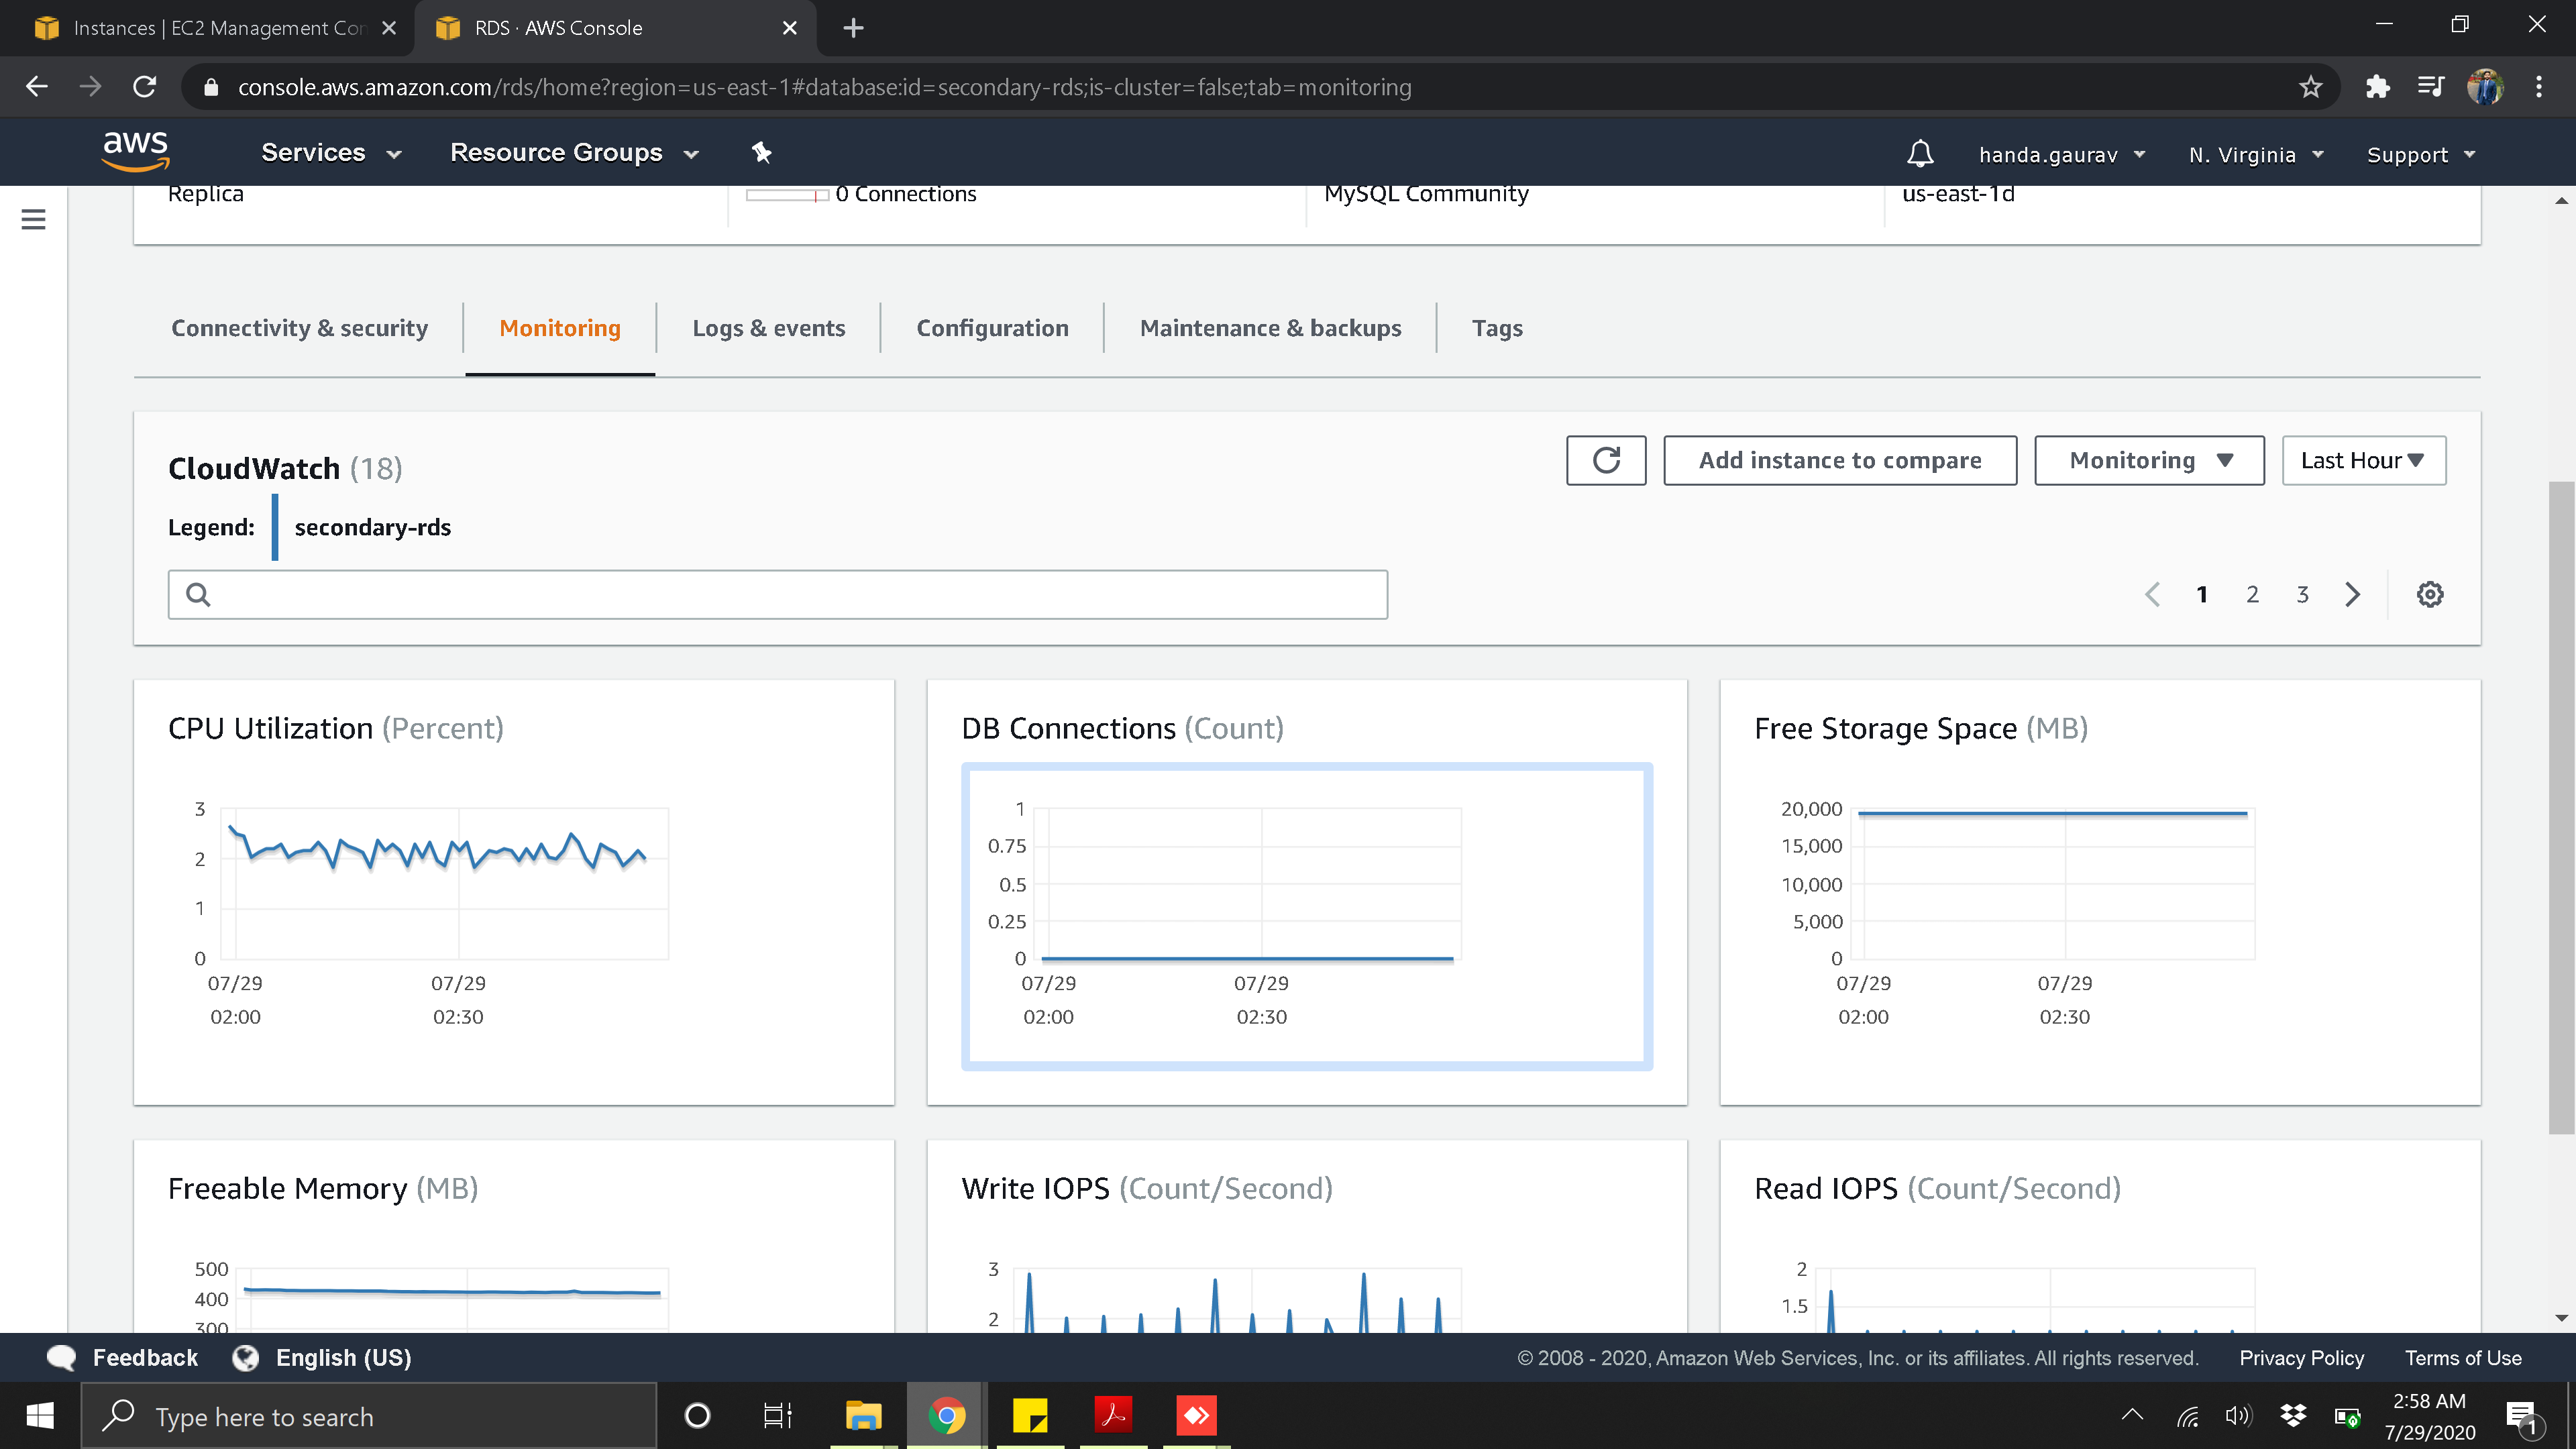 Instances | EC2 Management Con
RDS · AWS Console
console.aws.amazon.com/rds/home?region=us-east-1#database:id=secondary-rds;is-cluster=false;tab=monitoring
aws Services Resource Groups handa.gaurav N. Virginia Support
Replica 0 Connections MySQL Community us-east-1d
Connectivity & security Monitoring Logs & events Configuration Maintenance & backups Tags
CloudWatch (18) Add instance to compare Monitoring Last Hour
Legend: secondary-rds
1 2 3
CPU Utilization (Percent)
3
2
1
0
07/29 07/29
02:00 02:30
DB Connections (Count)
1
0.75
0.5
0.25
0
07/29 07/29
02:00 02:30
Free Storage Space (MB)
20,000
15,000
10,000
5,000
0
07/29 07/29
02:00 02:30
Freeable Memory (MB)
500
400
300
Write IOPS (Count/Second)
3
2
Read IOPS (Count/Second)
2
1.5
Feedback English (US) © 2008 - 2020, Amazon Web Services, Inc. or its affiliates. All rights reserved. Privacy Policy Terms of Use
Type here to search
2:58 AM
7/29/2020
1